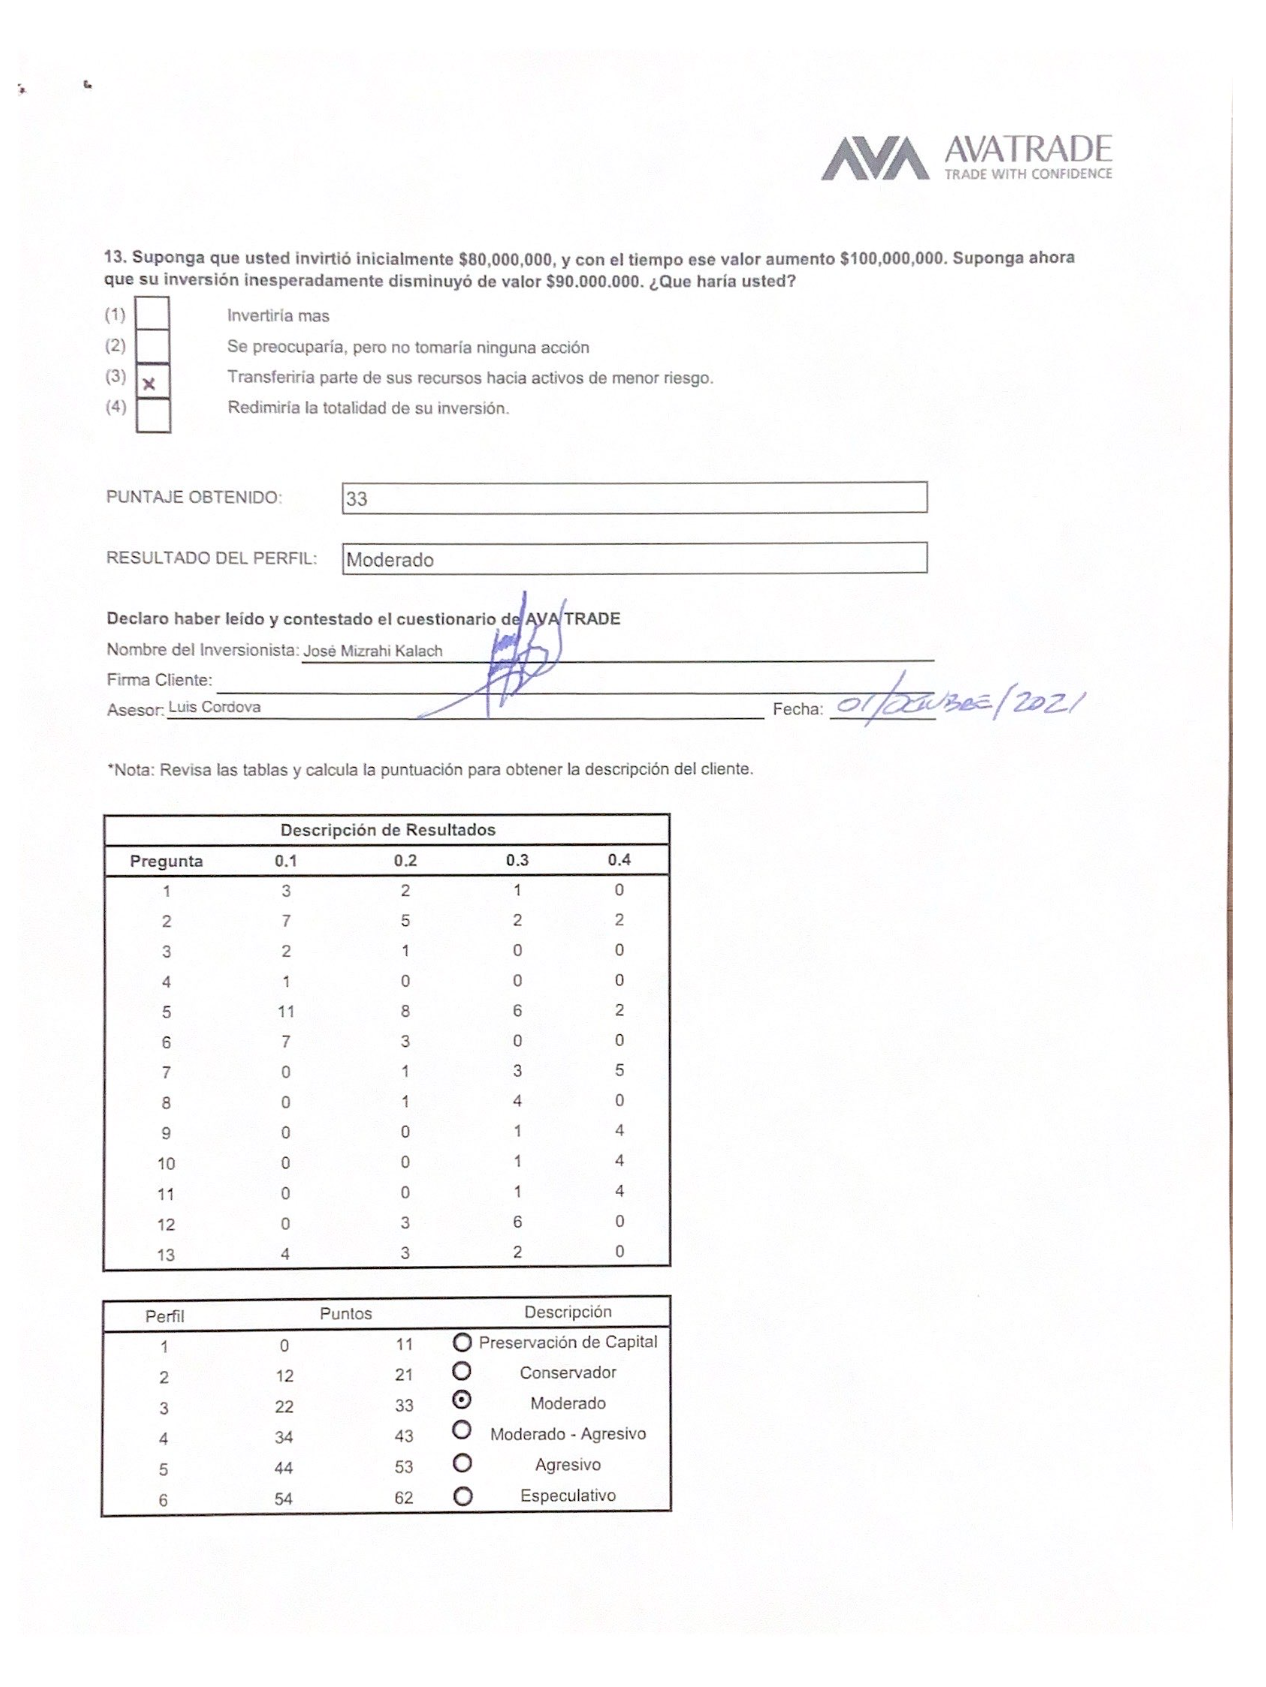 AVA AVATRADE
TRADE WITH CONFIDENCE
13. Suponga que usted invirtió inicialmente $80,000,000, y con el tiempo ese valor aumento $100,000,000. Suponga ahora
que su inversión inesperadamente disminuyó de valor $90.000.000. ¿Que haría usted?
(1) Invertiría mas
(2) Se preocuparía, pero no tomaría ninguna acción
(3) x Transferiría parte de sus recursos hacia activos de menor riesgo.
(4) Redimiría la totalidad de su inversión.
PUNTAJE OBTENIDO: 33
RESULTADO DEL PERFIL: Moderado
Declaro haber leído y contestado el cuestionario de AVA TRADE
Nombre del Inversionista: José Mizrahi Kalach
Firma Cliente:
Asesor: Luis Cordova Fecha: 01/octubre/2021
*Nota: Revisa las tablas y calcula la puntuación para obtener la descripción del cliente.
Descripción de Resultados
Pregunta 0.1 0.2 0.3 0.4
1 3 2 1 0
2 7 5 2 2
3 2 1 0 0
4 1 0 0 0
5 11 8 6 2
6 7 3 0 0
7 0 1 3 5
8 0 1 4 0
9 0 0 1 4
10 0 0 1 4
11 0 0 1 4
12 0 3 6 0
13 4 3 2 0
Perfil Puntos Descripción
1 0 11 Preservación de Capital
2 12 21 Conservador
3 22 33 Moderado
4 34 43 Moderado - Agresivo
5 44 53 Agresivo
6 54 62 Especulativo